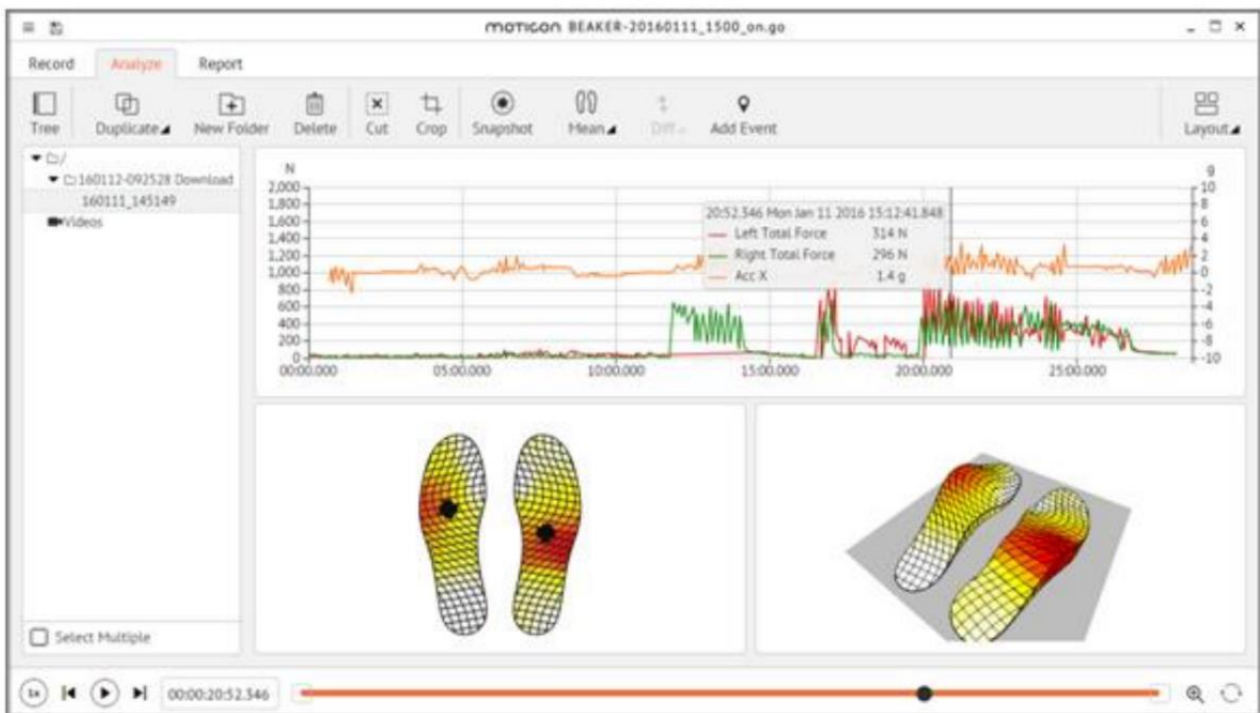 moticon BEAKER-20160111_1500_on.go
Record Analyze Report
Tree Duplicate New Folder Delete Cut Crop Snapshot Mean Diff Add Event Layout
/
160112-092528 Download
160111_145149
Videos
Select Multiple
N g
2,000 10
1,800 8
1,600 6
1,400 4
1,200 2
1,000 0
800 -2
600 -4
400 -6
200 -8
0 -10
00:00.000 05:00.000 10:00.000 15:00.000 20:00.000 25:00.000
20:52.346 Mon Jan 11 2016 15:12:41.848
Left Total Force 314 N
Right Total Force 296 N
Acc X 1.4 g
1x 00:00:20:52.346